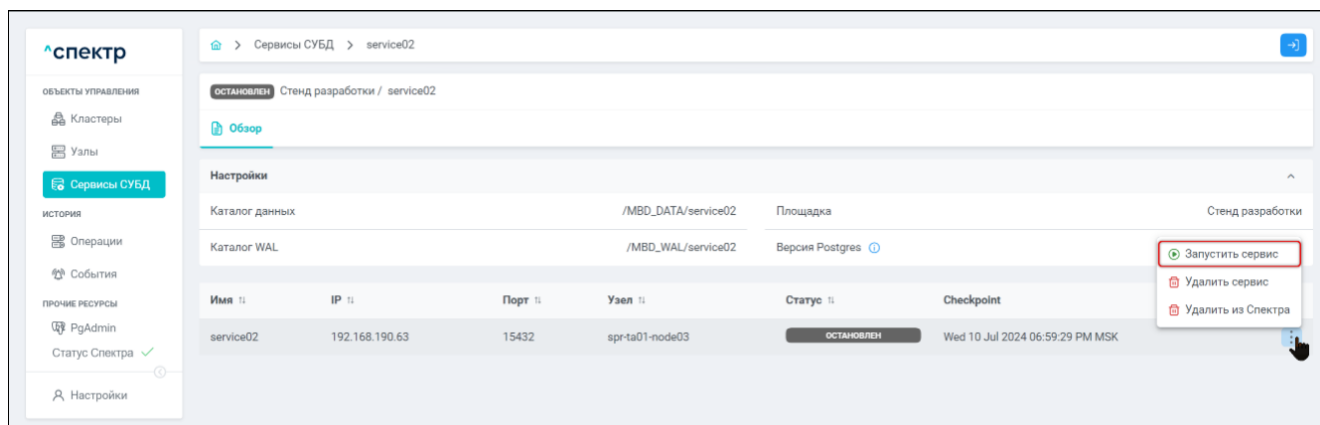 ^спектр
ОБЪЕКТЫ УПРАВЛЕНИЯ
Кластеры
Узлы
Сервисы СУБД
ИСТОРИЯ
Операции
События
ПРОЧИЕ РЕСУРСЫ
PgAdmin
Статус Спектра
Настройки
> Сервисы СУБД > service02
ОСТАНОВЛЕН Стенд разработки / service02
Обзор
Настройки
Каталог данных /MBD_DATA/service02 Площадка Стенд разработки
Каталог WAL /MBD_WAL/service02 Версия Postgres
Запустить сервис
Удалить сервис
Удалить из Спектра
Имя IP Порт Узел Статус Checkpoint
service02 192.168.190.63 15432 spr-ta01-node03 ОСТАНОВЛЕН Wed 10 Jul 2024 06:59:29 PM MSK